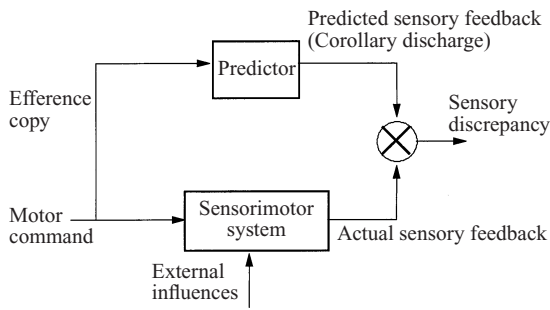 Predicted sensory feedback
(Corollary discharge)
Predictor
Efference
copy
Sensory
discrepancy
Motor
command
Sensorimotor
system
Actual sensory feedback
External
influences